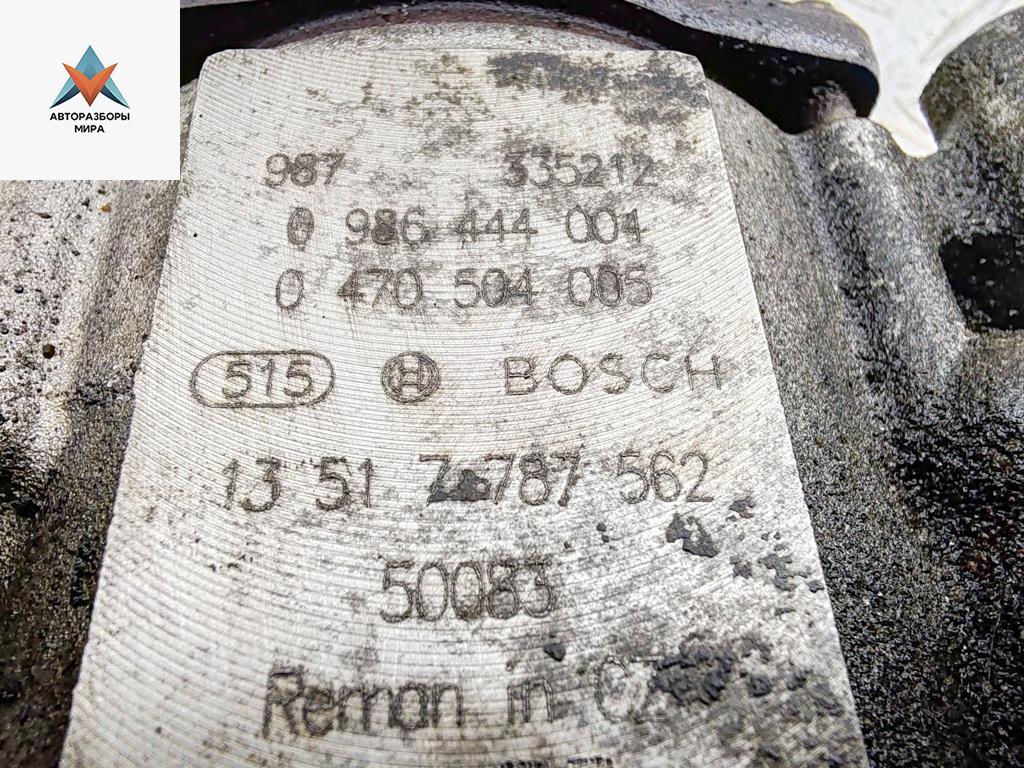 АВТОРАЗБОРЫ
МИРА
987 335212
0 986 444 004
0 470 504 005
515 BOSCH
13 51 7 787 562
50083
Reman in CZ